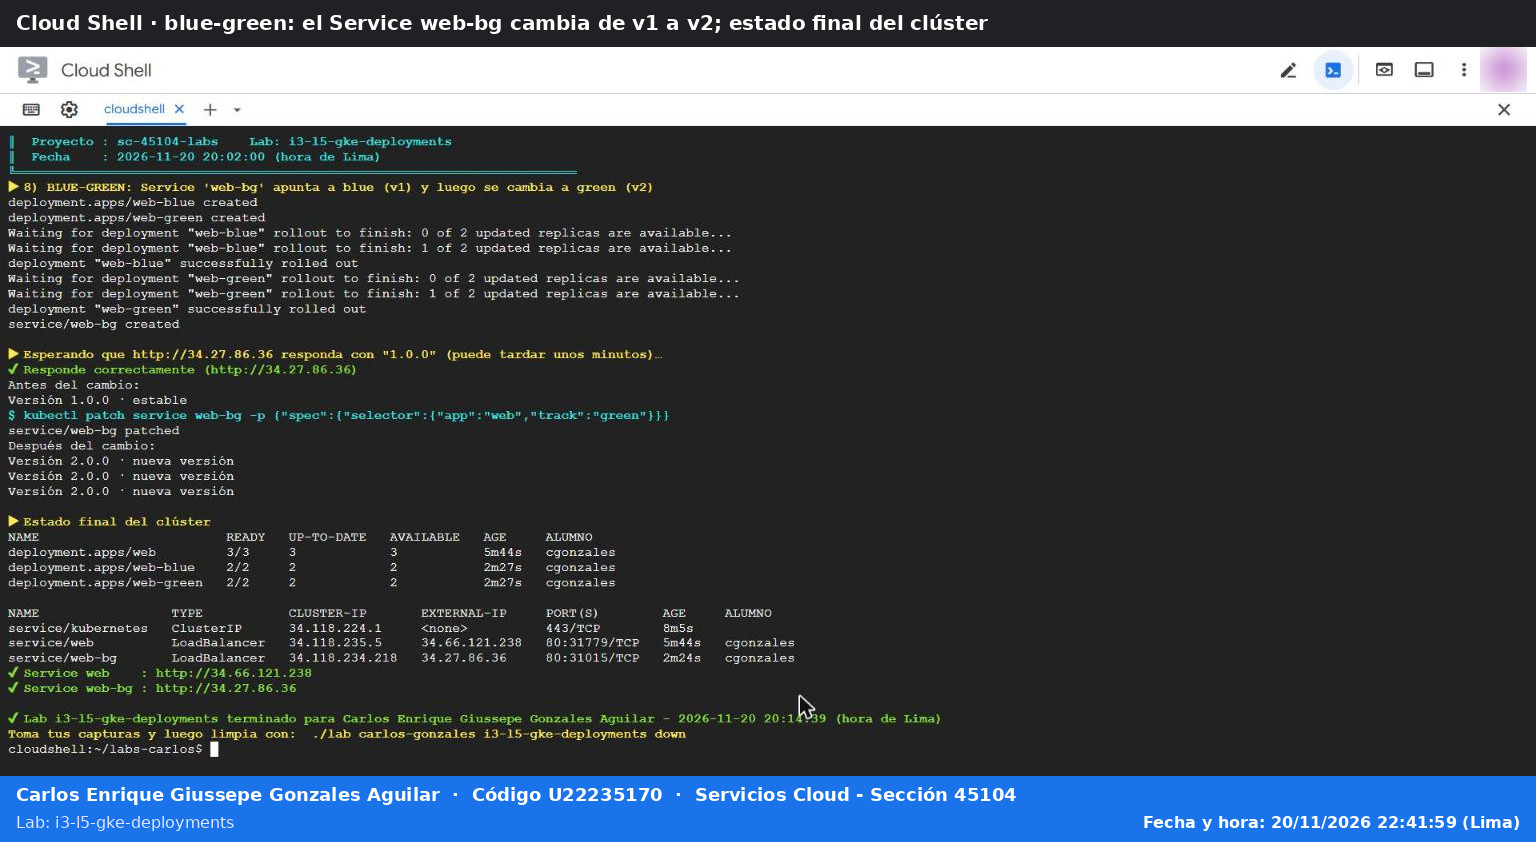 Cloud Shell · blue-green: el Service web-bg cambia de v1 a v2; estado final del clúster
Cloud Shell
cloudshell
Proyecto : sc-45104-labs    Lab: i3-l5-gke-deployments
Fecha    : 2026-11-20 20:02:00 (hora de Lima)
▶ 8) BLUE-GREEN: Service 'web-bg' apunta a blue (v1) y luego se cambia a green (v2)
deployment.apps/web-blue created
deployment.apps/web-green created
Waiting for deployment "web-blue" rollout to finish: 0 of 2 updated replicas are available...
Waiting for deployment "web-blue" rollout to finish: 1 of 2 updated replicas are available...
deployment "web-blue" successfully rolled out
Waiting for deployment "web-green" rollout to finish: 0 of 2 updated replicas are available...
Waiting for deployment "web-green" rollout to finish: 1 of 2 updated replicas are available...
deployment "web-green" successfully rolled out
service/web-bg created
▶ Esperando que http://34.27.86.36 responda con "1.0.0" (puede tardar unos minutos)…
✔ Responde correctamente (http://34.27.86.36)
Antes del cambio:
Versión 1.0.0 · estable
$ kubectl patch service web-bg -p {"spec":{"selector":{"app":"web","track":"green"}}}
service/web-bg patched
Después del cambio:
Versión 2.0.0 · nueva versión
Versión 2.0.0 · nueva versión
Versión 2.0.0 · nueva versión
▶ Estado final del clúster
NAME                        READY   UP-TO-DATE   AVAILABLE   AGE     ALUMNO
deployment.apps/web         3/3     3            3           5m44s   cgonzales
deployment.apps/web-blue    2/2     2            2           2m27s   cgonzales
deployment.apps/web-green   2/2     2            2           2m27s   cgonzales
NAME                 TYPE           CLUSTER-IP       EXTERNAL-IP     PORT(S)        AGE     ALUMNO
service/kubernetes   ClusterIP      34.118.224.1     <none>          443/TCP        8m5s
service/web          LoadBalancer   34.118.235.5     34.66.121.238   80:31779/TCP   5m44s   cgonzales
service/web-bg       LoadBalancer   34.118.234.218   34.27.86.36     80:31015/TCP   2m24s   cgonzales
✔ Service web    : http://34.66.121.238
✔ Service web-bg : http://34.27.86.36
✔ Lab i3-l5-gke-deployments terminado para Carlos Enrique Giussepe Gonzales Aguilar - 2026-11-20 20:14:39 (hora de Lima)
Toma tus capturas y luego limpia con:  ./lab carlos-gonzales i3-l5-gke-deployments down
cloudshell:~/labs-carlos$
Carlos Enrique Giussepe Gonzales Aguilar · Código U22235170 · Servicios Cloud - Sección 45104
Lab: i3-l5-gke-deployments
Fecha y hora: 20/11/2026 22:41:59 (Lima)